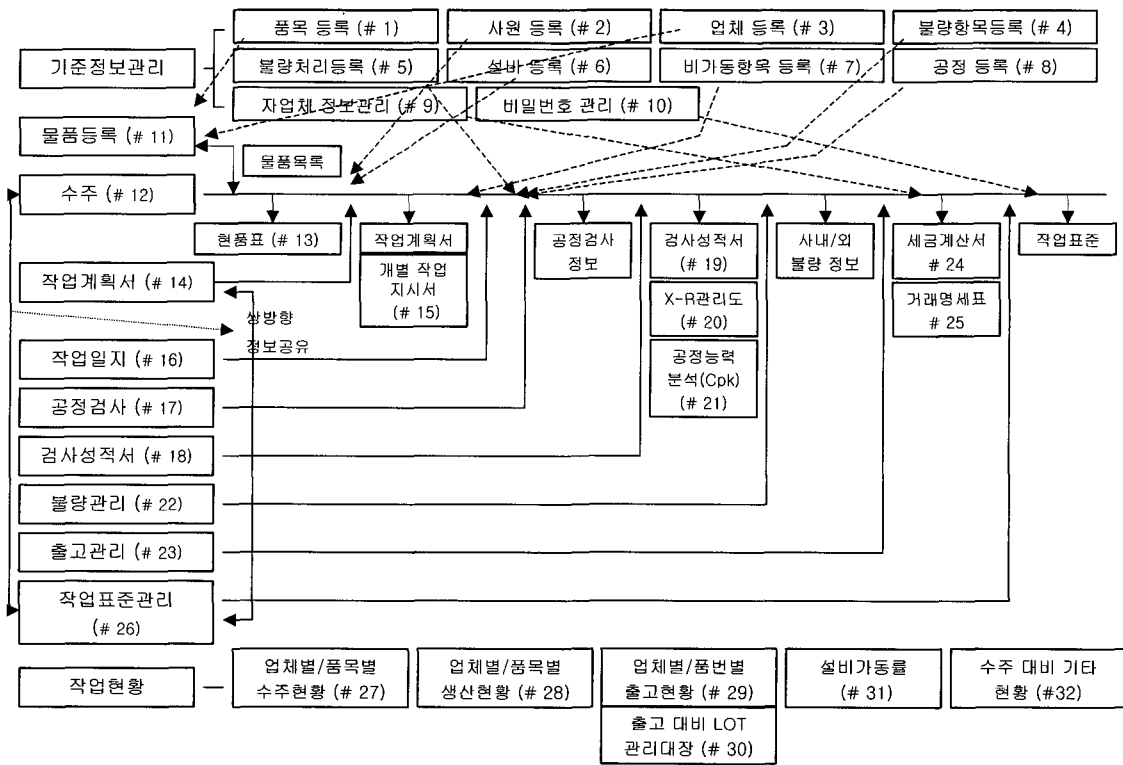 품목 등록 (# 1)
사원 등록 (# 2)
업체 등록 (# 3)
불량항목등록 (# 4)
기준정보관리
불량처리등록 (# 5)
설비 등록 (# 6)
비가동항목 등록 (# 7)
공정 등록 (# 8)
자업체 정보관리 (# 9)
비밀번호 관리 (# 10)
물품등록 (# 11)
물품목록
수주 (# 12)
현품표 (# 13)
작업계획서
개별 작업
지시서
(# 15)
공정검사
정보
검사성적서
(# 19)
X-R관리도
(# 20)
공정능력
분석(Cpk)
(# 21)
사내/외
불량 정보
세금계산서
# 24
거래명세표
# 25
작업표준
작업계획서 (# 14)
쌍방향
정보공유
작업일지 (# 16)
공정검사 (# 17)
검사성적서 (# 18)
불량관리 (# 22)
출고관리 (# 23)
작업표준관리
(# 26)
작업현황
업체별/품목별
수주현황 (# 27)
업체별/품목별
생산현황 (# 28)
업체별/품번별
출고현황 (# 29)
출고 대비 LOT
관리대장 (# 30)
설비가동률
(# 31)
수주 대비 기타
현황 (#32)